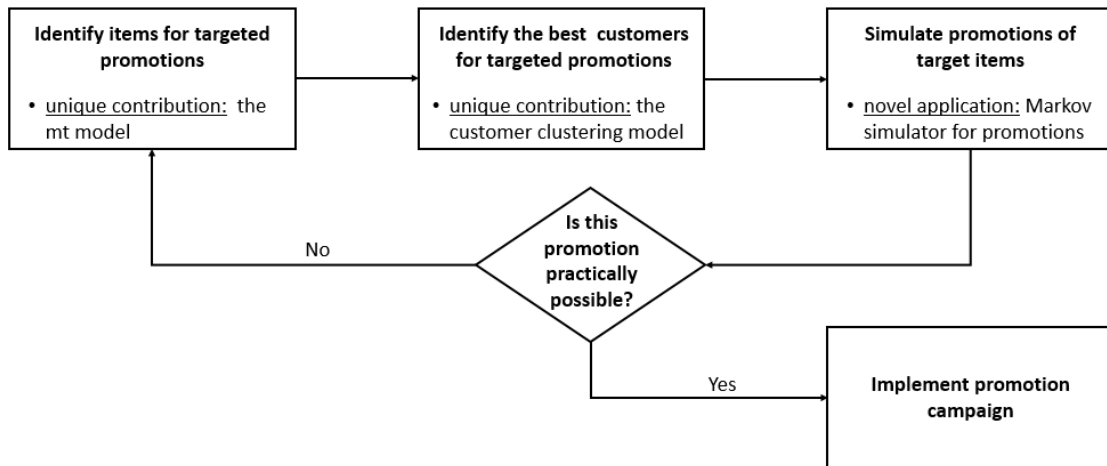 Identify items for targeted
promotions
• unique contribution: the
mt model
Identify the best customers
for targeted promotions
• unique contribution: the
customer clustering model
Simulate promotions of
target items
• novel application: Markov
simulator for promotions
Is this
promotion
practically
possible?
No
Yes
Implement promotion
campaign